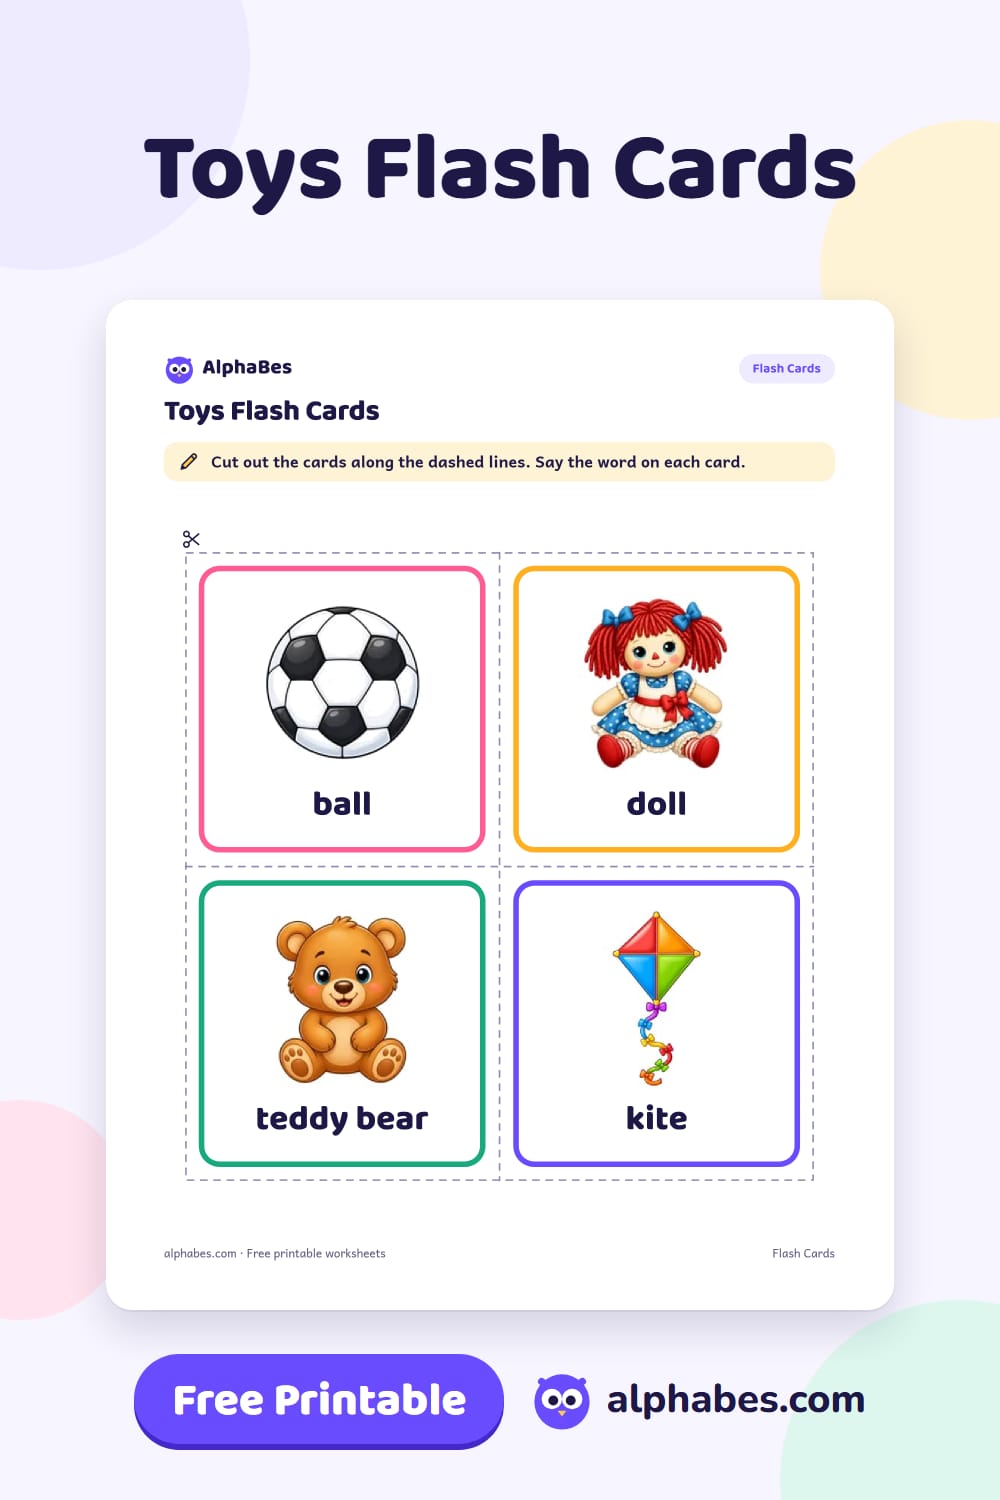 Toys Flash Cards
AlphaBes
Flash Cards
Toys Flash Cards
Cut out the cards along the dashed lines. Say the word on each card.
ball
doll
teddy bear
kite
alphabes.com · Free printable worksheets
Flash Cards
Free Printable
alphabes.com